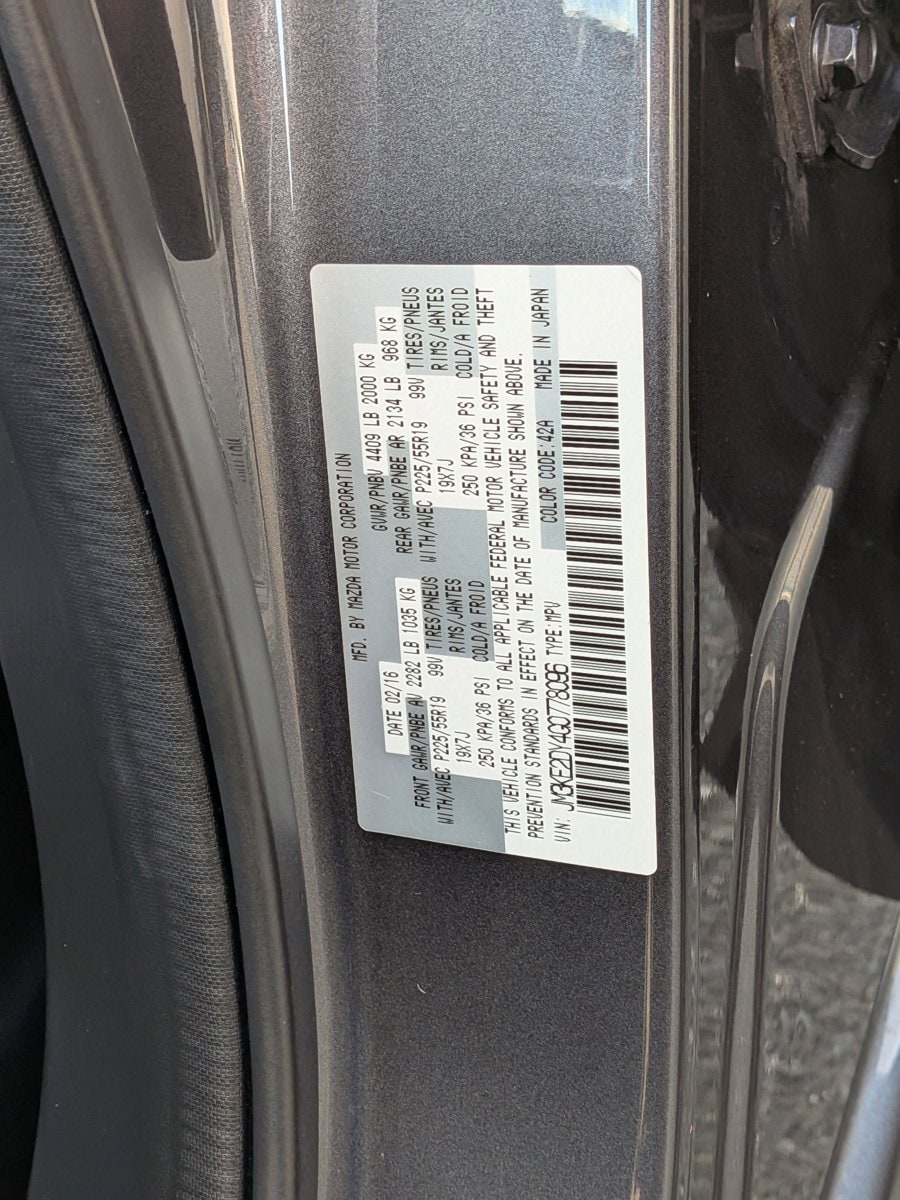 MFD. BY MAZDA MOTOR CORPORATION
DATE 02/16 GVWR/PNBV 4409 LB 2000 KG
FRONT GAWR/PNBE AV 2282 LB 1035 KG REAR GAWR/PNBE AR 2134 LB 968 KG
WITH/AVEC P225/55R19 99V TIRES/PNEUS WITH/AVEC P225/55R19 99V TIRES/PNEUS
19X7J RIMS/JANTES 19X7J RIMS/JANTES
250 KPA/36 PSI COLD/A FROID 250 KPA/36 PSI COLD/A FROID
THIS VEHICLE CONFORMS TO ALL APPLICABLE FEDERAL MOTOR VEHICLE SAFETY AND THEFT
PREVENTION STANDARDS IN EFFECT ON THE DATE OF MANUFACTURE SHOWN ABOVE.
VIN: JM3KE2DY4G0778096 TYPE:MPV COLOR CODE:42A MADE IN JAPAN